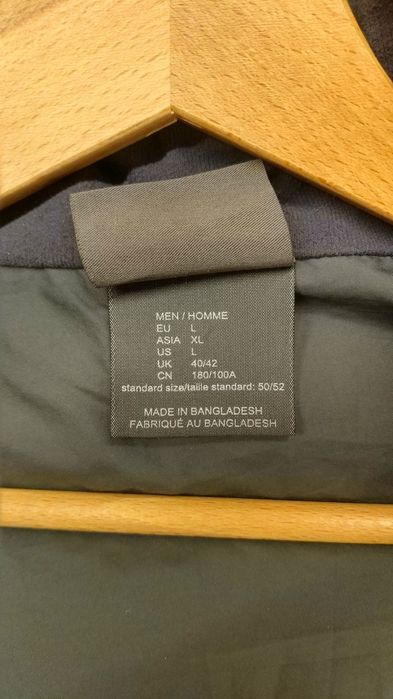 MEN / HOMME
EU L
ASIA XL
US L
UK 40/42
CN 180/100A
standard size/taille standard: 50/52
MADE IN BANGLADESH
FABRIQUÉ AU BANGLADESH